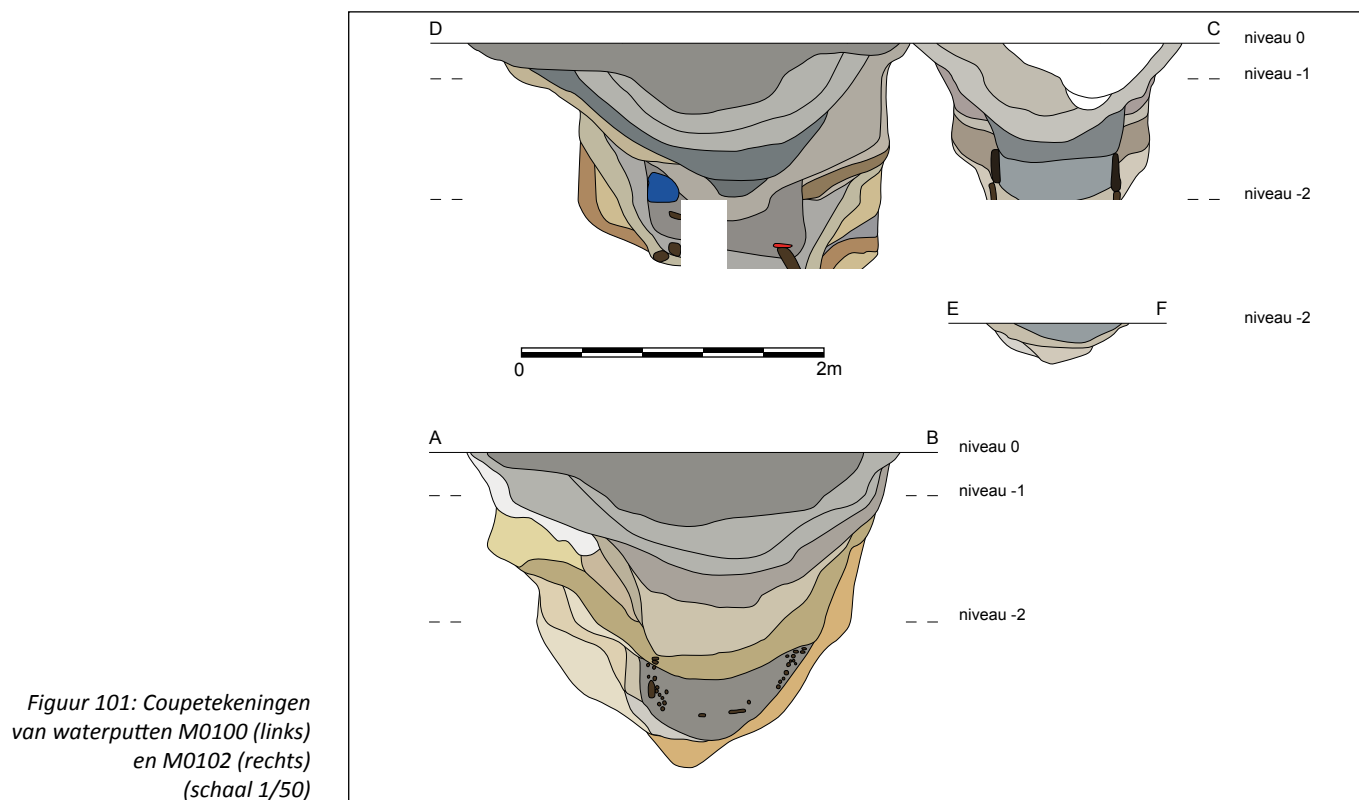 D C niveau 0
niveau -1
niveau -2
E F niveau -2
0 2m
A B niveau 0
niveau -1
niveau -2
Figuur 101: Coupetekeningen
van waterputten M0100 (links)
en M0102 (rechts)
(schaal 1/50)